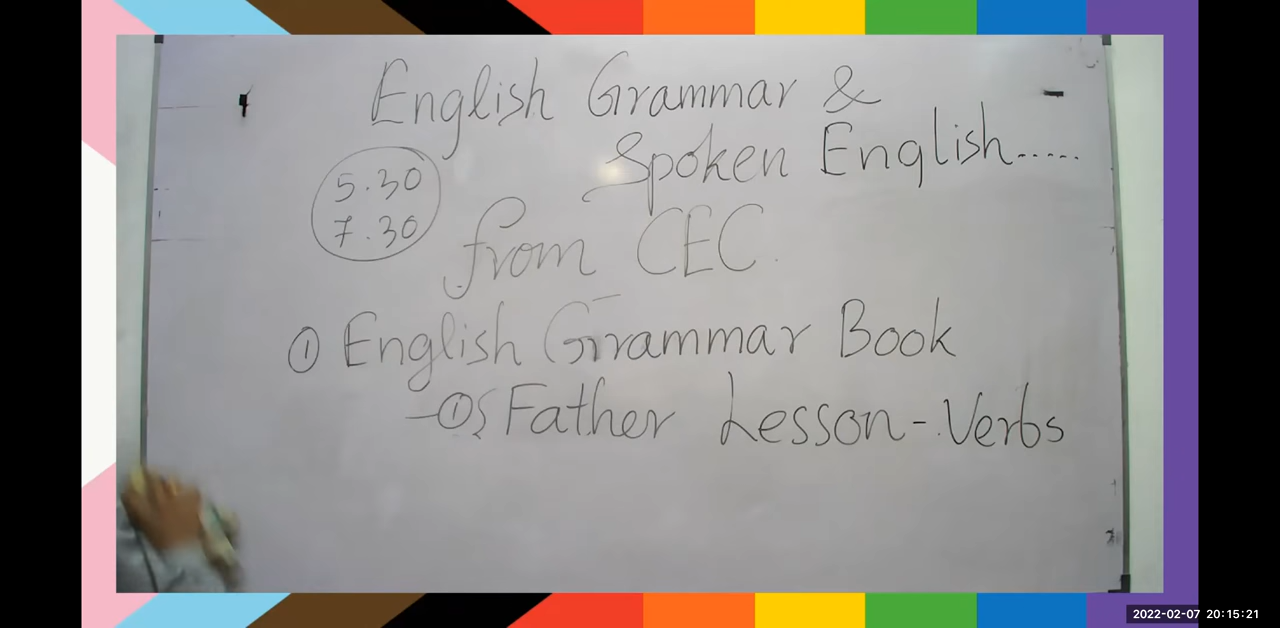 English Grammar &
Spoken English.....
5.30
7.30
from CEC.
① English Grammar Book
–① Father Lesson - Verbs
2022-02-07 20:15:21